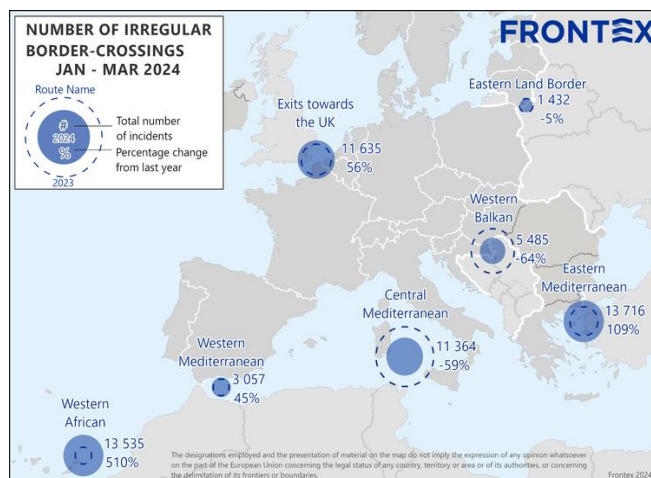 NUMBER OF IRREGULAR
BORDER-CROSSINGS
JAN - MAR 2024
Route Name
#
2024
%
Total number
of incidents
Percentage change
from last year
2023
FRONTEX
Eastern Land Border
1 432
-5%
Exits towards
the UK
11 635
56%
Western
Balkan
5 485
-64%
Eastern
Mediterranean
13 716
109%
Central
Mediterranean
11 364
-59%
Western
Mediterranean
3 057
45%
Western
African
13 535
510%
The designations employed and the presentation of material on the map do not imply the expression of any opinion whatsoever
on the part of the European Union concerning the legal status of any country, territory or area or of its authorities, or concerning
the delimitation of its frontiers or boundaries.
Frontex 2024